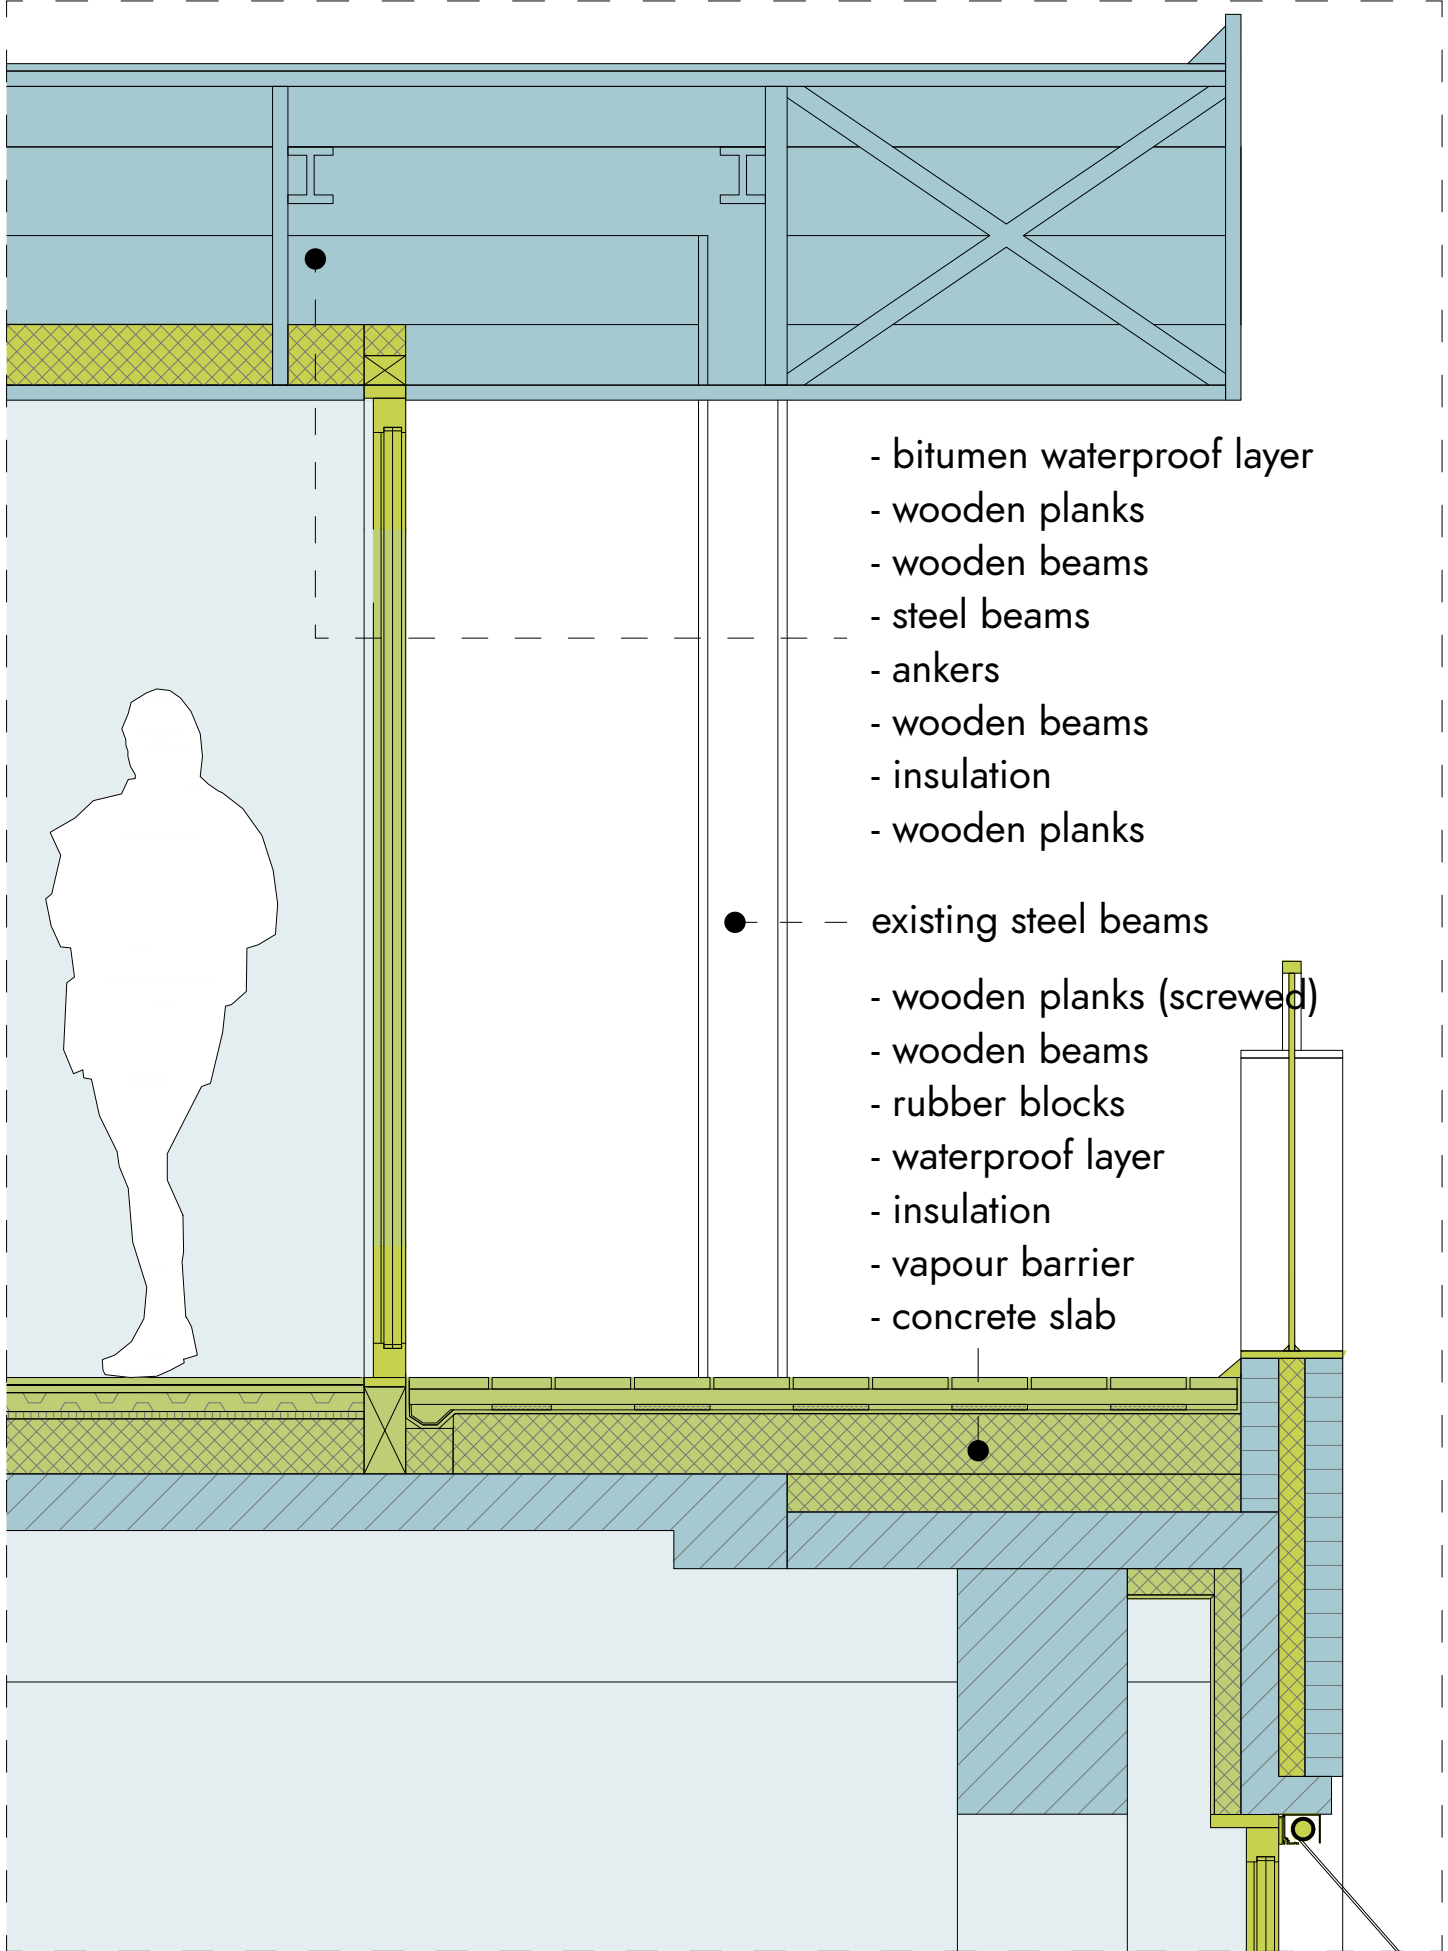 - bitumen waterproof layer
- wooden planks
- wooden beams
- steel beams
- ankers
- wooden beams
- insulation
- wooden planks
existing steel beams
- wooden planks (screwed)
- wooden beams
- rubber blocks
- waterproof layer
- insulation
- vapour barrier
- concrete slab